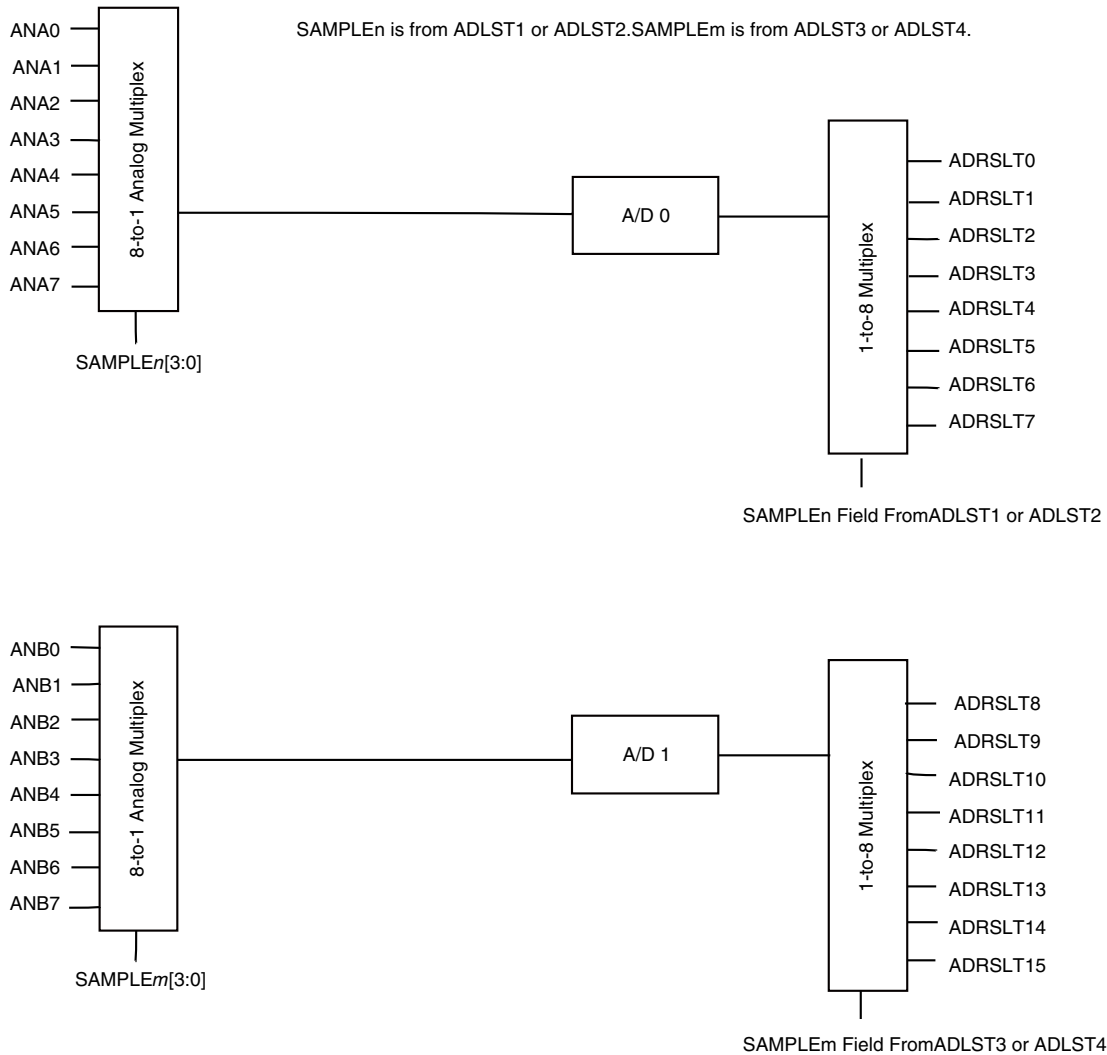 SAMPLEn is from ADLST1 or ADLST2.SAMPLEm is from ADLST3 or ADLST4.
ANA0
ANA1
ANA2
ANA3
ANA4
ANA5
ANA6
ANA7
8-to-1 Analog Multiplex
SAMPLEn[3:0]
A/D 0
1-to-8 Multiplex
ADRSLT0
ADRSLT1
ADRSLT2
ADRSLT3
ADRSLT4
ADRSLT5
ADRSLT6
ADRSLT7
SAMPLEn Field FromADLST1 or ADLST2
ANB0
ANB1
ANB2
ANB3
ANB4
ANB5
ANB6
ANB7
8-to-1 Analog Multiplex
SAMPLEm[3:0]
A/D 1
1-to-8 Multiplex
ADRSLT8
ADRSLT9
ADRSLT10
ADRSLT11
ADRSLT12
ADRSLT13
ADRSLT14
ADRSLT15
SAMPLEm Field FromADLST3 or ADLST4